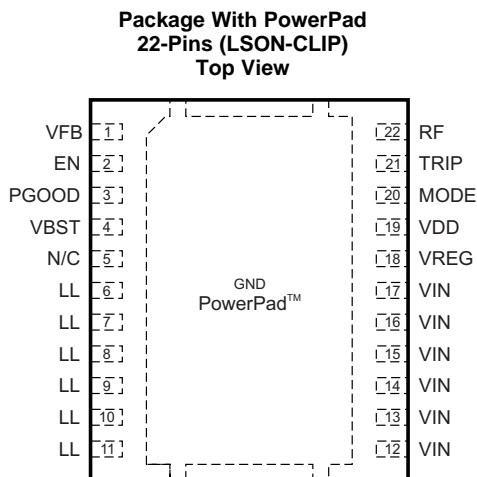 Package With PowerPad
22-Pins (LSON-CLIP)
Top View
VFB 1 22 RF
EN 2 21 TRIP
PGOOD 3 20 MODE
VBST 4 19 VDD
N/C 5 18 VREG
GND
PowerPad™
LL 6 17 VIN
LL 7 16 VIN
LL 8 15 VIN
LL 9 14 VIN
LL 10 13 VIN
LL 11 12 VIN